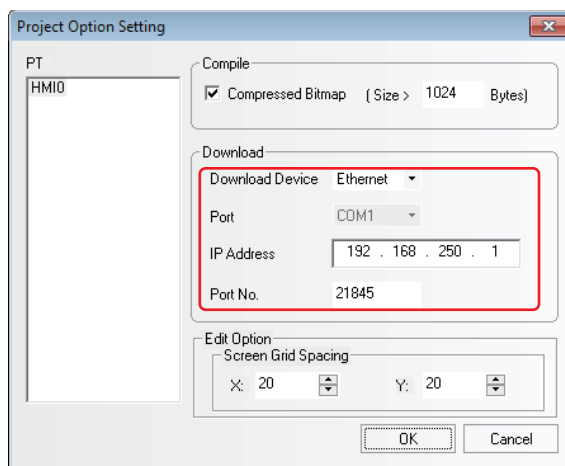 Project Option Setting
PT
HMI0
Compile
Compressed Bitmap ( Size > 1024 Bytes)
Download
Download Device Ethernet
Port COM1
IP Address 192 . 168 . 250 . 1
Port No. 21845
Edit Option
Screen Grid Spacing
X: 20 Y: 20
OK Cancel